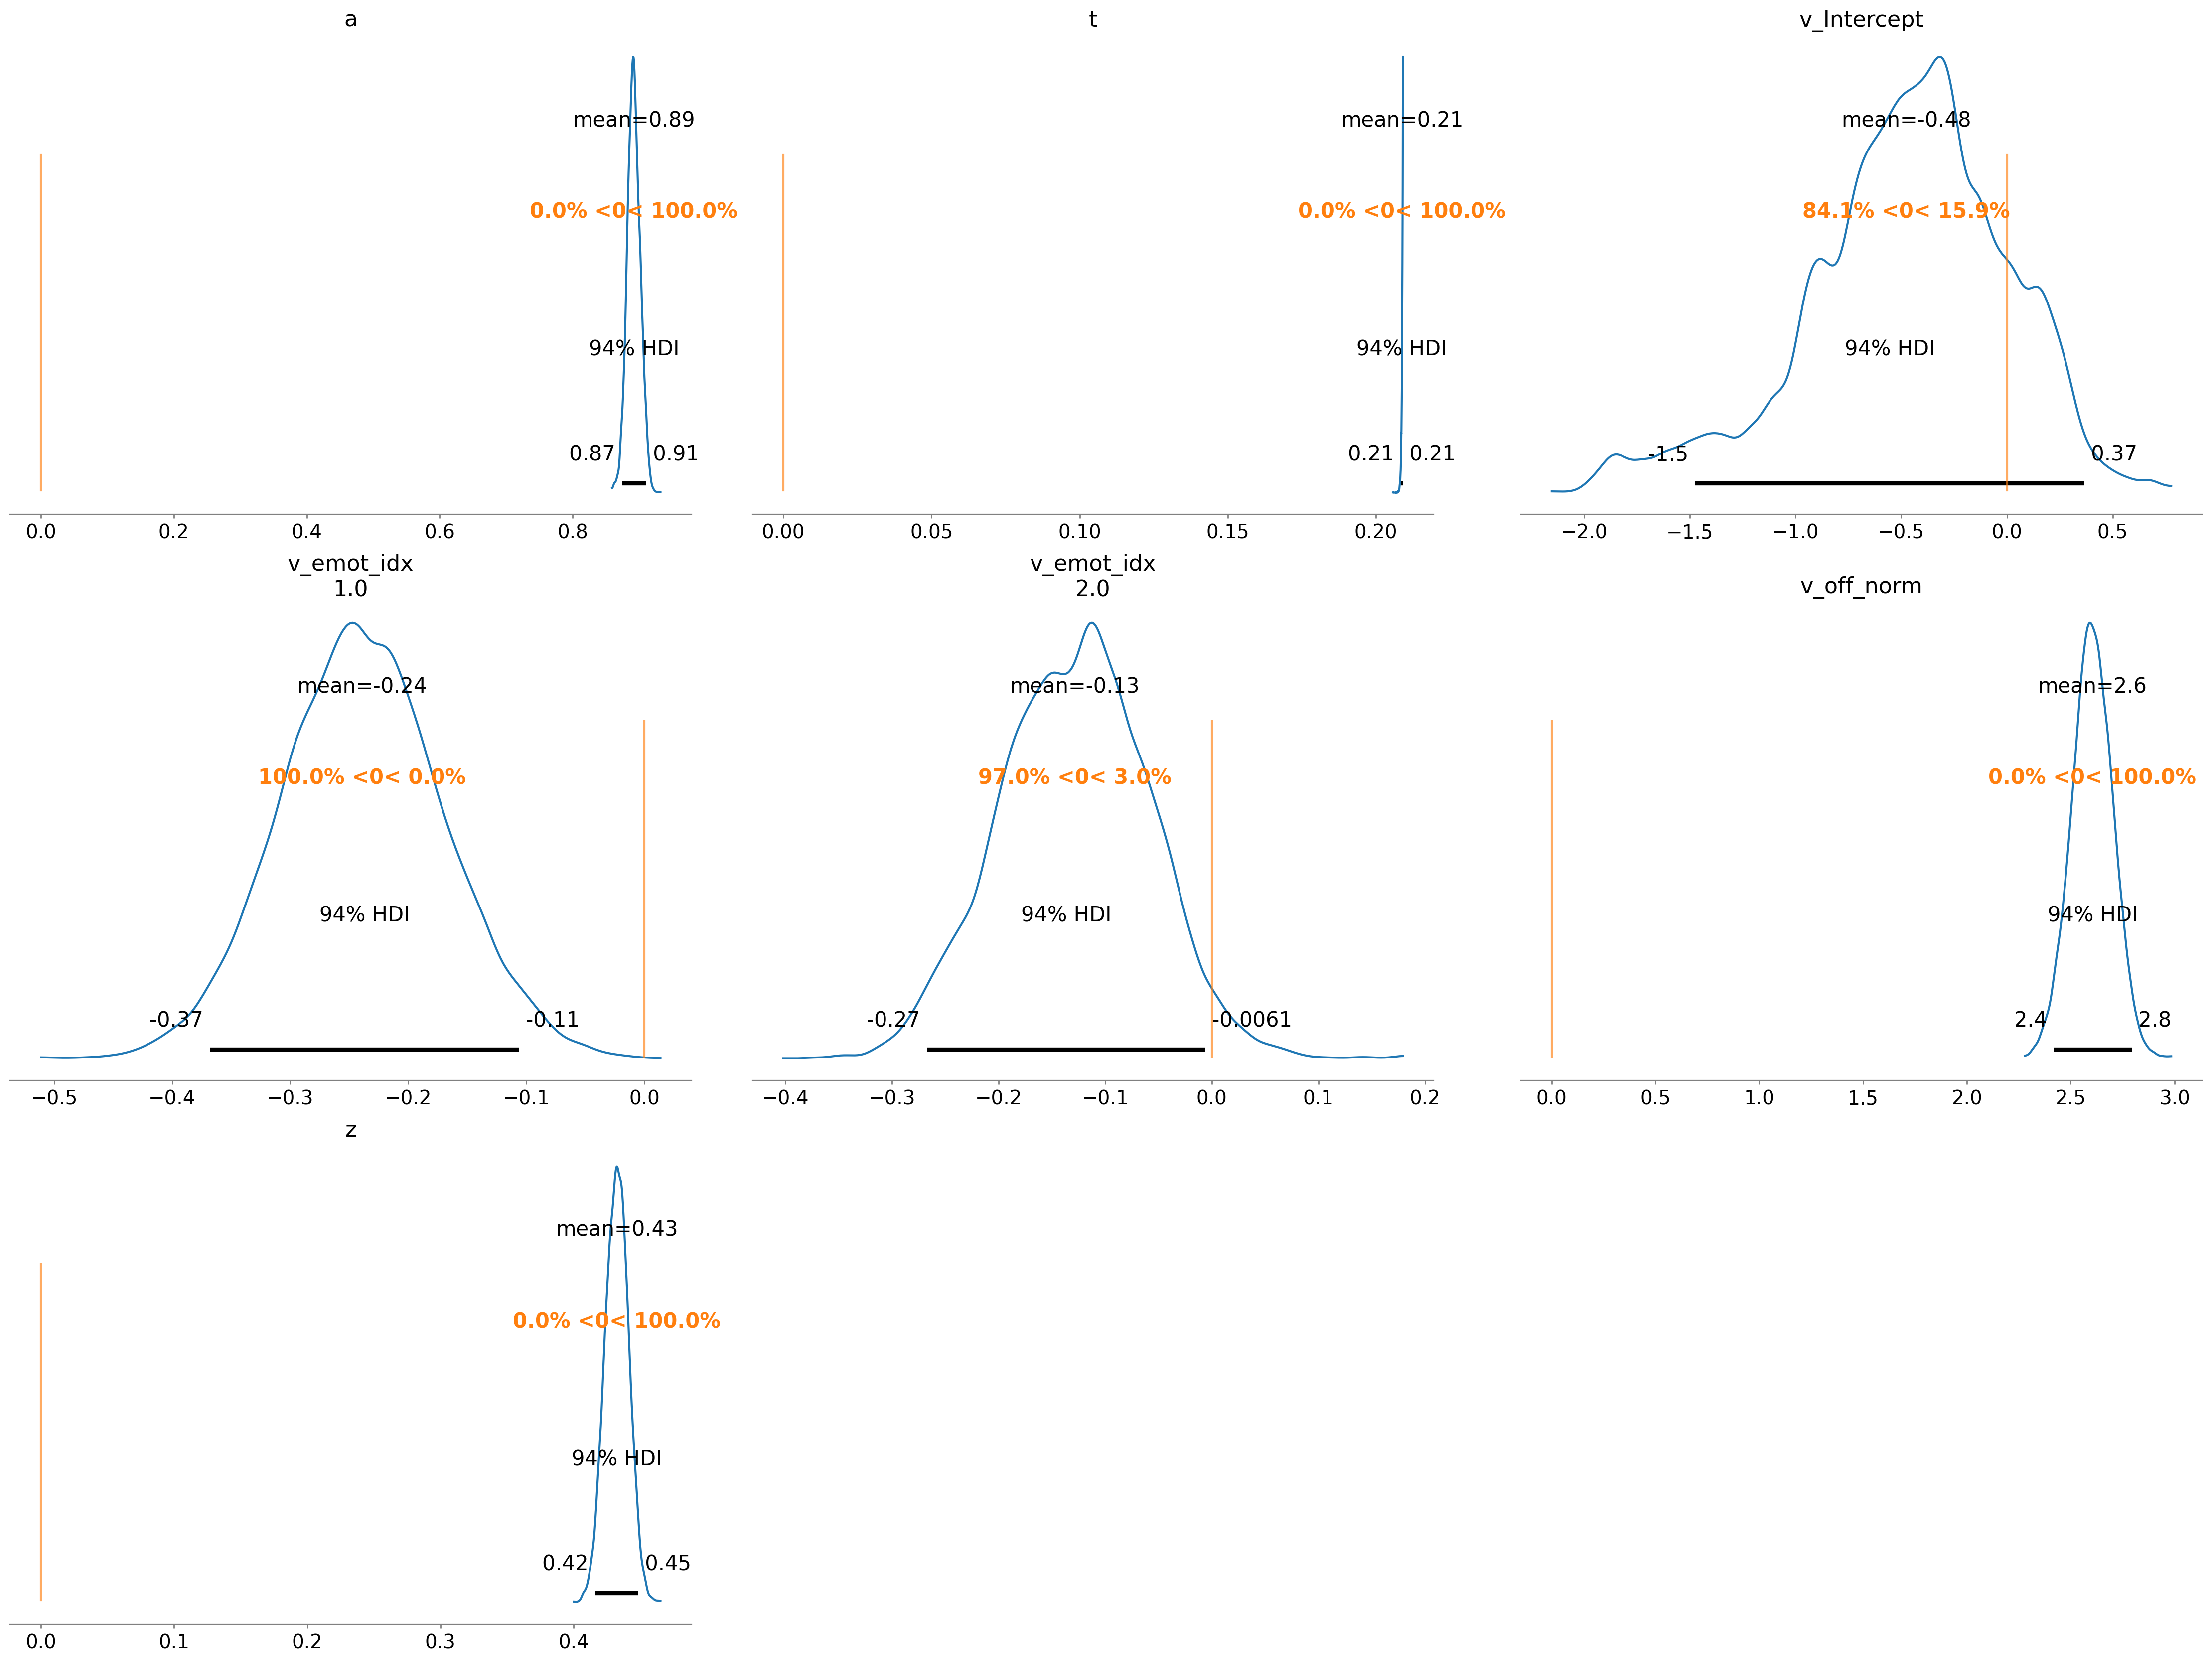 a
mean=0.89
0.0% <0< 100.0%
94% HDI
0.87 0.91
0.0 0.2 0.4 0.6 0.8
t
mean=0.21
0.0% <0< 100.0%
94% HDI
0.21 0.21
0.00 0.05 0.10 0.15 0.20
v_Intercept
mean=-0.48
84.1% <0< 15.9%
94% HDI
-1.5 0.37
−2.0 −1.5 −1.0 −0.5 0.0 0.5
v_emot_idx
1.0
mean=-0.24
100.0% <0< 0.0%
94% HDI
-0.37 -0.11
−0.5 −0.4 −0.3 −0.2 −0.1 0.0
v_emot_idx
2.0
mean=-0.13
97.0% <0< 3.0%
94% HDI
-0.27 -0.0061
−0.4 −0.3 −0.2 −0.1 0.0 0.1 0.2
v_off_norm
mean=2.6
0.0% <0< 100.0%
94% HDI
2.4 2.8
0.0 0.5 1.0 1.5 2.0 2.5 3.0
z
mean=0.43
0.0% <0< 100.0%
94% HDI
0.42 0.45
0.0 0.1 0.2 0.3 0.4